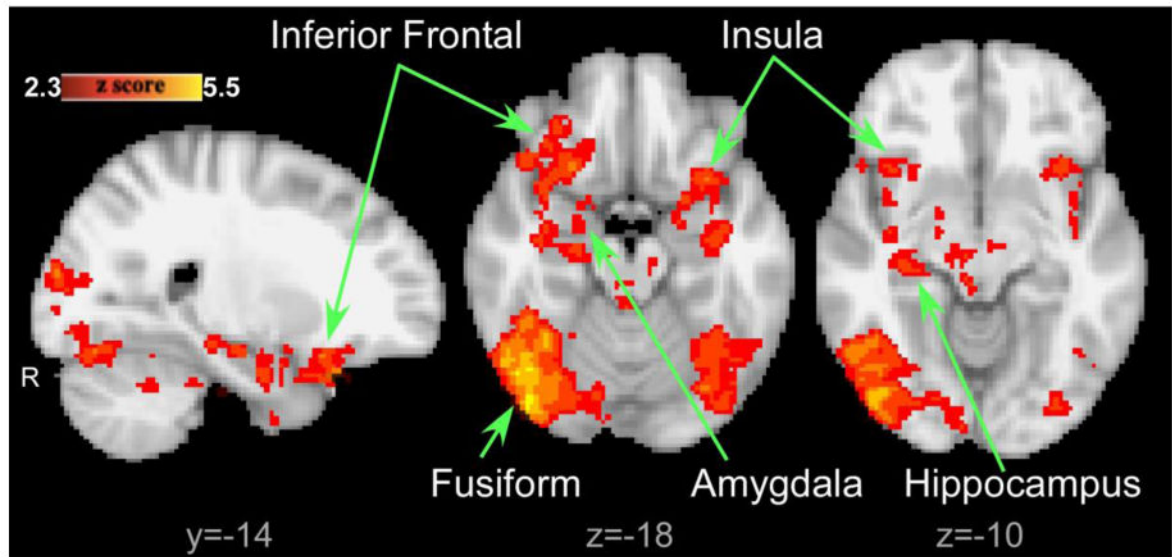 Inferior Frontal Insula
2.3 z score 5.5
R
Fusiform Amygdala Hippocampus
y=-14 z=-18 z=-10